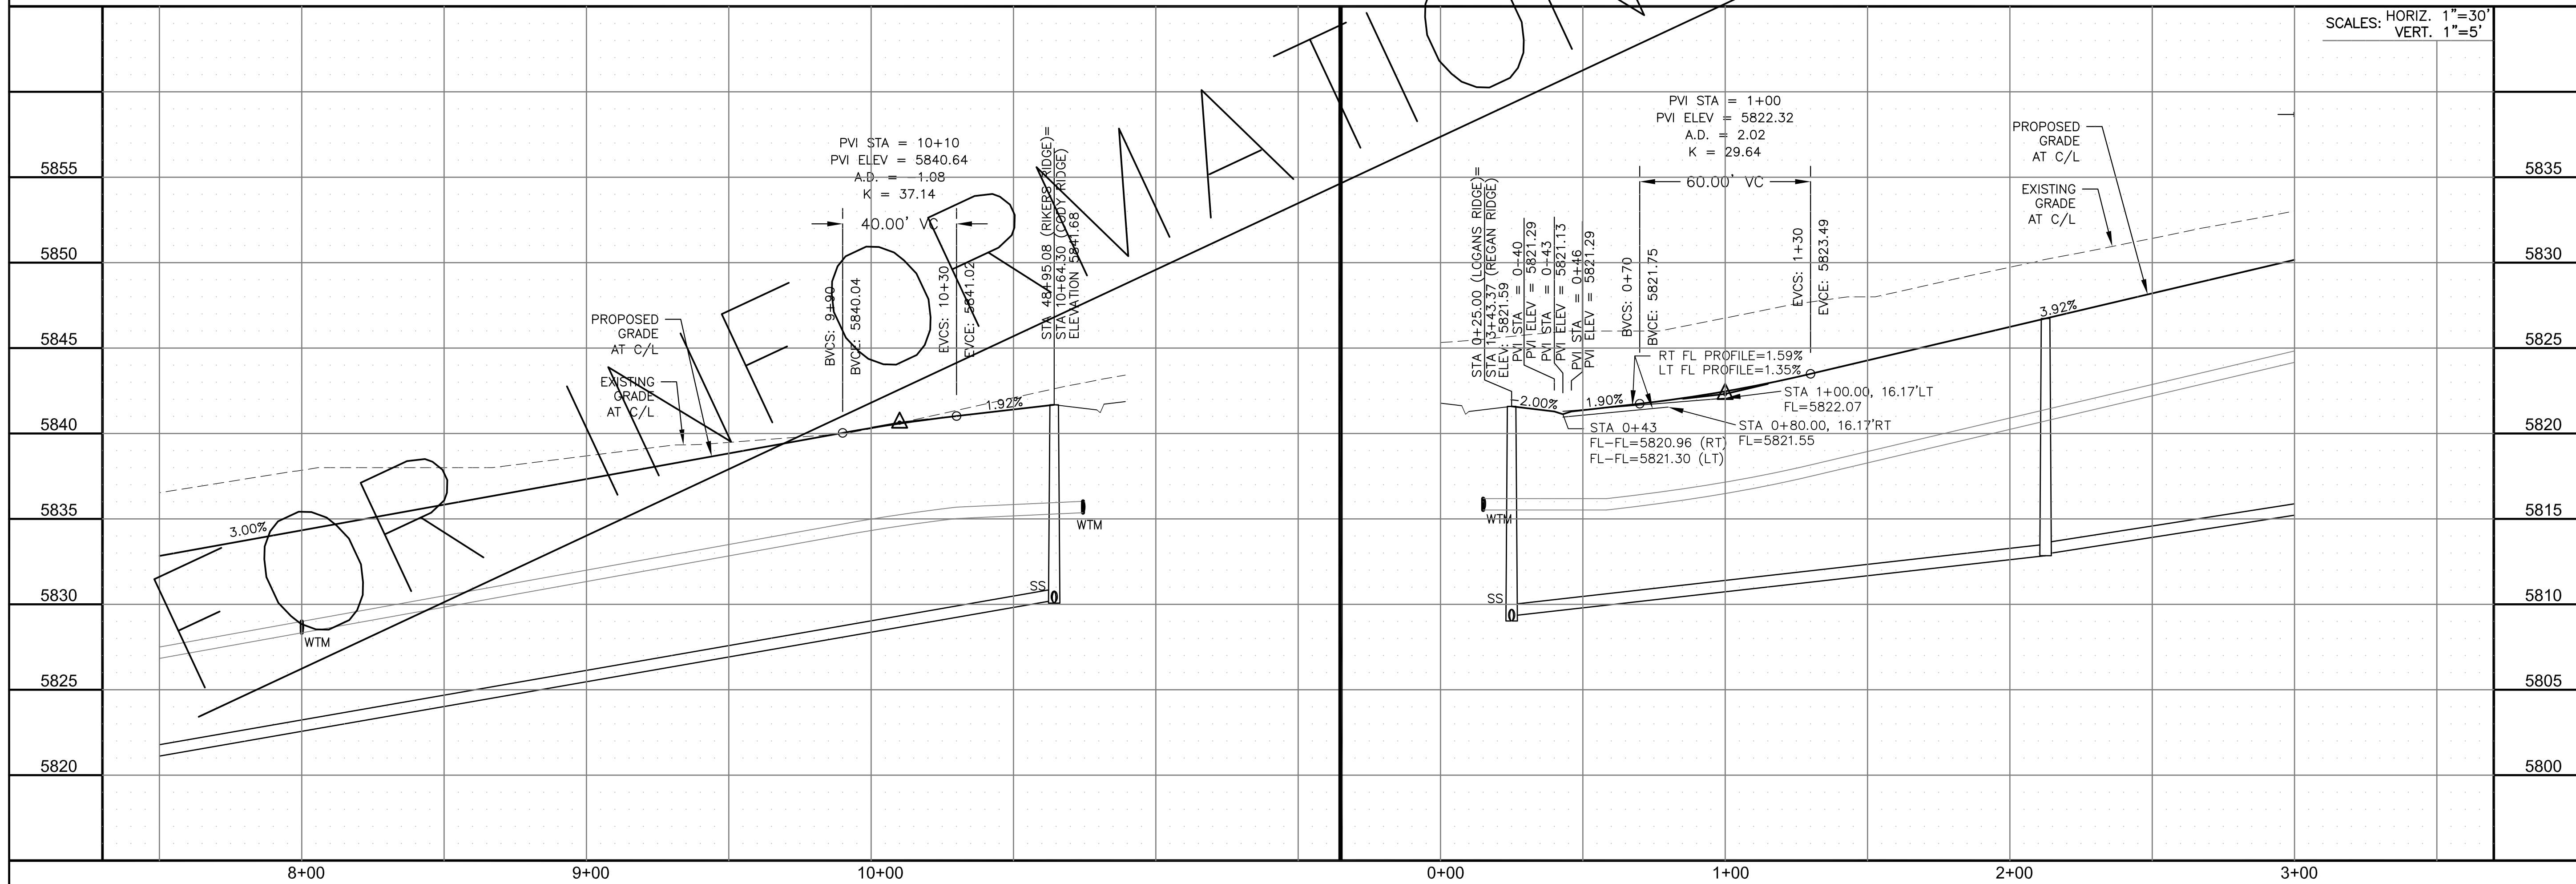 SCALES: HORIZ. 1"=30'
VERT. 1"=5'
FOR INFORMATION
5855
5850
5845
5840
5835
5830
5825
5820
PVI STA = 10+10
PVI ELEV = 5840.64
A.D. = -1.08
K = 37.14
40.00' VC
BVCS: 9+90
BVCE: 5840.04
EVCS: 10+30
EVCE: 5841.02
STA 48+95.08 (RIKERS RIDGE)=
STA 10+64.30 (CODY RIDGE)
ELEVATION 5841.68
PROPOSED
GRADE
AT C/L
EXISTING
GRADE
AT C/L
3.00%
1.92%
WTM
WTM
SS
PVI STA = 1+00
PVI ELEV = 5822.32
A.D. = 2.02
K = 29.64
60.00' VC
STA 0+25.00 (LOGANS RIDGE)=
STA 13+43.37 (REGAN RIDGE)
ELEV: 5821.59
PVI STA = 0+40
PVI ELEV = 5821.29
PVI STA = 0+43
PVI ELEV = 5821.13
PVI STA = 0+46
PVI ELEV = 5821.29
BVCS: 0+70
BVCE: 5821.75
EVCS: 1+30
EVCE: 5823.49
PROPOSED
GRADE
AT C/L
EXISTING
GRADE
AT C/L
3.92%
RT FL PROFILE=1.59%
LT FL PROFILE=1.35%
2.00%
1.90%
STA 1+00.00, 16.17'LT
FL=5822.07
STA 0+80.00, 16.17'RT
FL=5821.55
STA 0+43
FL-FL=5820.96 (RT)
FL-FL=5821.30 (LT)
WTM
SS
5835
5830
5825
5820
5815
5810
5805
5800
8+00
9+00
10+00
0+00
1+00
2+00
3+00